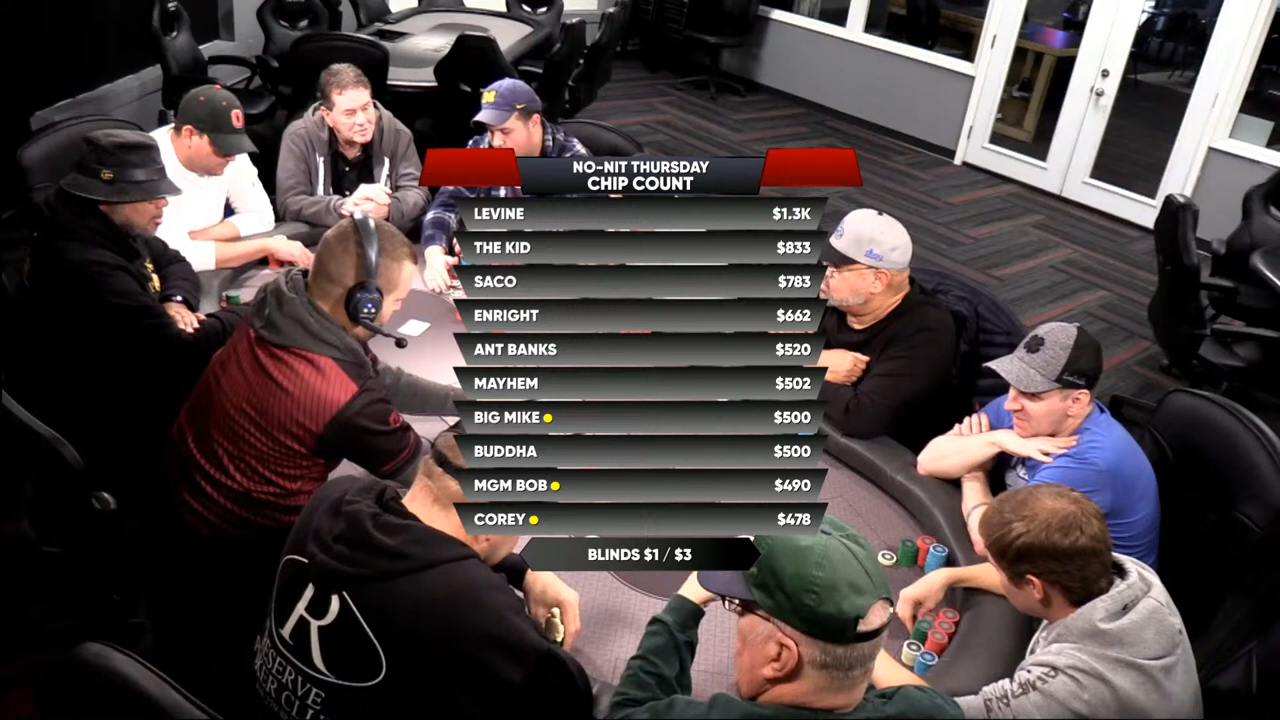 NO-NIT THURSDAY
CHIP COUNT
LEVINE $1.3K
THE KID $833
SACO $783
ENRIGHT $662
ANT BANKS $520
MAYHEM $502
BIG MIKE $500
BUDDHA $500
MGM BOB $490
COREY $478
BLINDS $1 / $3
R
RESERVE